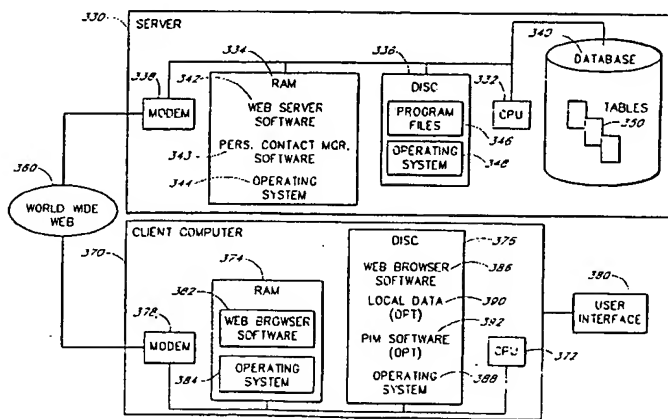 330
SERVER
334
336
340
DATABASE
338
342
RAM
DISC
332
MODEM
WEB SERVER
SOFTWARE
PROGRAM
FILES
CPU
TABLES
350
343
PERS. CONTACT MGR.
SOFTWARE
346
360
344
OPERATING
SYSTEM
OPERATING
SYSTEM
348
WORLD WIDE
WEB
CLIENT COMPUTER
370
374
DISC
376
382
RAM
WEB BROWSER
SOFTWARE
386
380
378
WEB BROWSER
SOFTWARE
LOCAL DATA
(OPT)
390
USER
INTERFACE
MODEM
392
384
OPERATING
SYSTEM
PIM SOFTWARE
(OPT)
CPU
372
OPERATING
SYSTEM
388